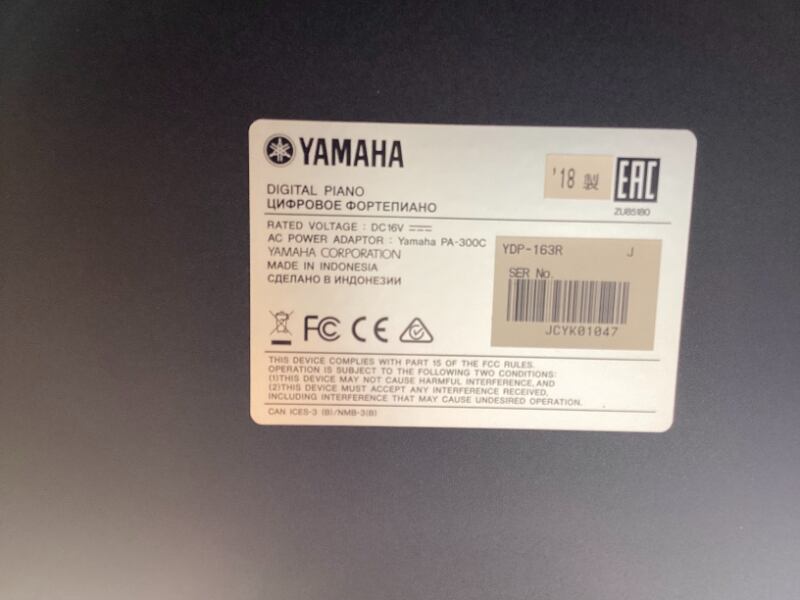 YAMAHA
'18 製
EAC
ZU85180
DIGITAL PIANO
ЦИФРОВОЕ ФОРТЕПИАНО
RATED VOLTAGE : DC16V
AC POWER ADAPTOR : Yamaha PA-300C
YAMAHA CORPORATION
MADE IN INDONESIA
СДЕЛАНО В ИНДОНЕЗИИ
YDP-163R J
SER No.
JCYK01047
FC CE
THIS DEVICE COMPLIES WITH PART 15 OF THE FCC RULES.
OPERATION IS SUBJECT TO THE FOLLOWING TWO CONDITIONS:
(1)THIS DEVICE MAY NOT CAUSE HARMFUL INTERFERENCE, AND
(2)THIS DEVICE MUST ACCEPT ANY INTERFERENCE RECEIVED,
INCLUDING INTERFERENCE THAT MAY CAUSE UNDESIRED OPERATION.
CAN ICES-3 (B)/NMB-3(B)